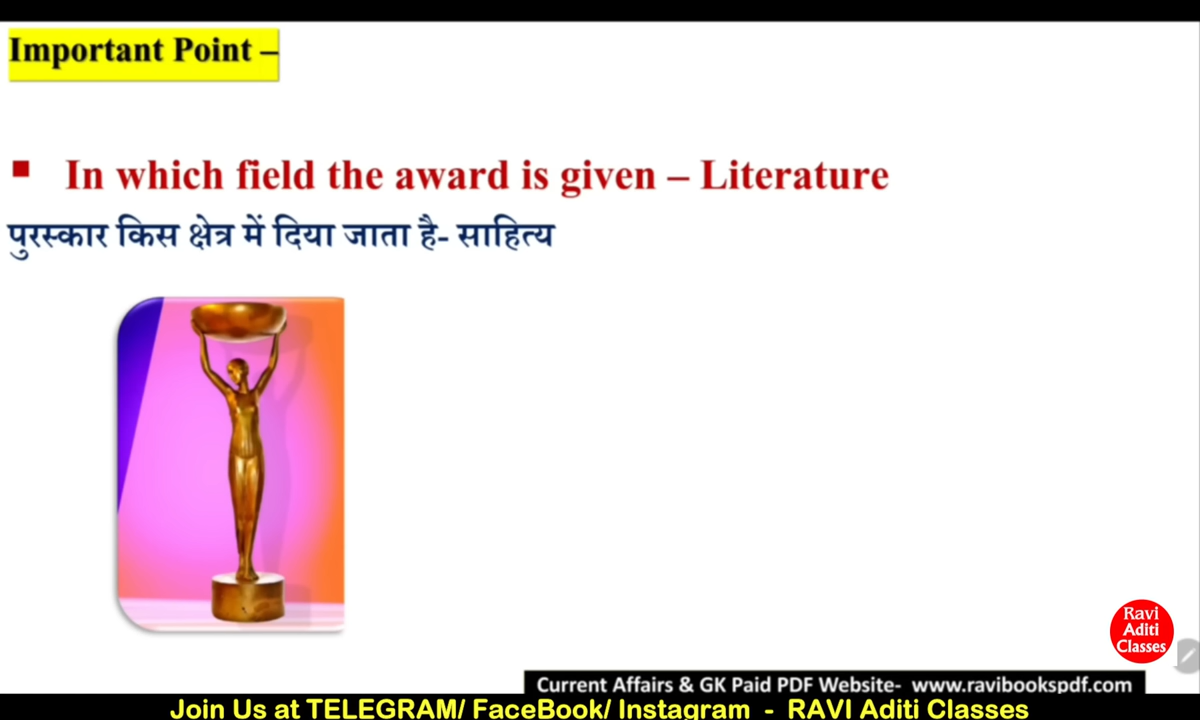 Important Point –
▪ In which field the award is given – Literature
पुरस्कार किस क्षेत्र में दिया जाता है- साहित्य
Ravi
Aditi
Classes
Current Affairs & GK Paid PDF Website- www.ravibookspdf.com
Join Us at TELEGRAM/ FaceBook/ Instagram - RAVI Aditi Classes